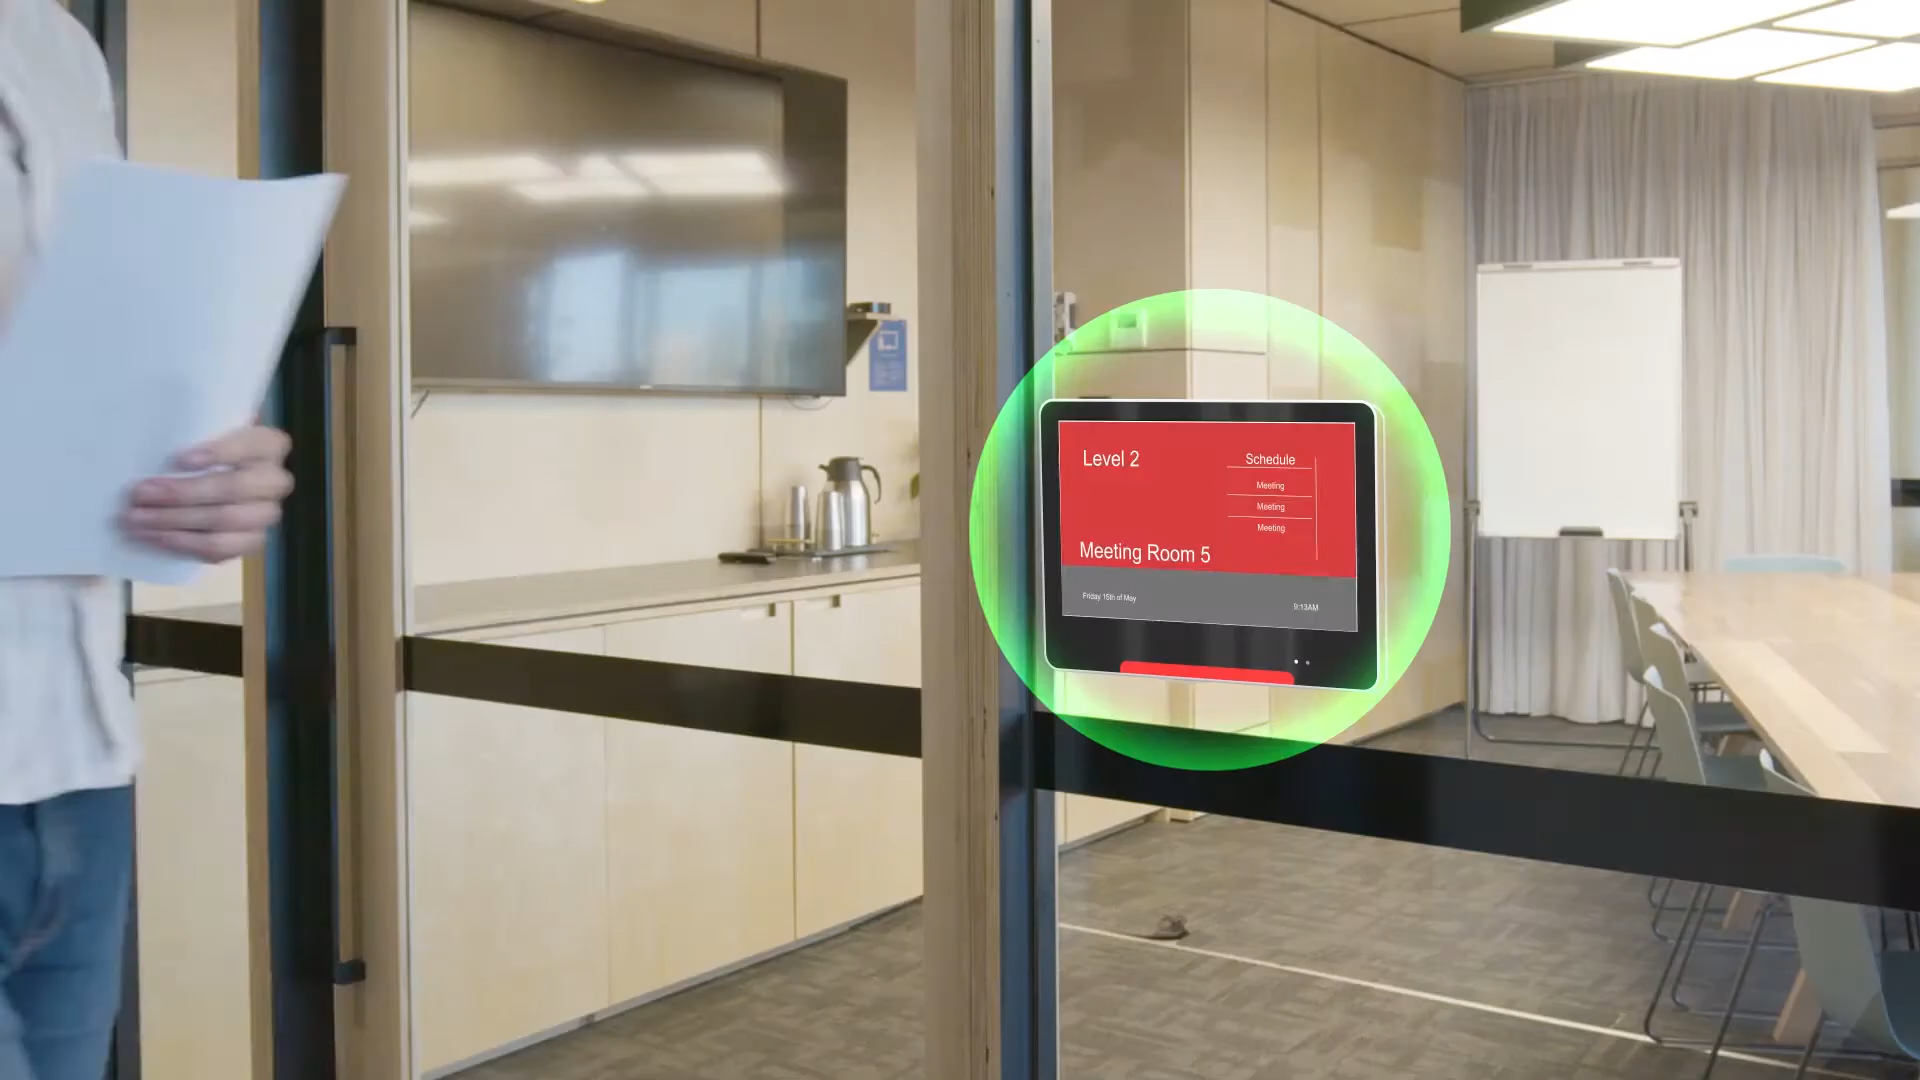 Level 2
Schedule
Meeting
Meeting
Meeting
Meeting Room 5
Friday 15th of May
9:13AM